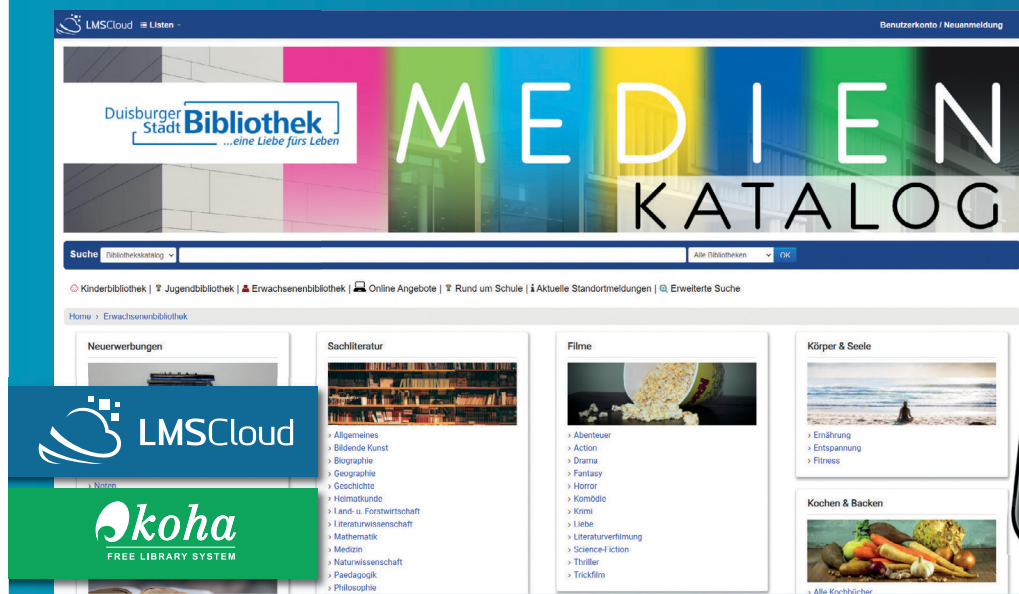 LMSCloud Listen
Benutzerkonto / Neuanmeldung
Duisburger
Stadt Bibliothek
...eine Liebe fürs Leben
MEDIEN
KATALOG
Suche Bibliothekskatalog Alle Bibliotheken OK
Kinderbibliothek | Jugendbibliothek | Erwachsenenbibliothek | Online Angebote | Rund um Schule | Aktuelle Standortmeldungen | Erweiterte Suche
Home › Erwachsenenbibliothek
Neuerwerbungen
› Noten
LMSCloud
koha
FREE LIBRARY SYSTEM
Sachliteratur
› Allgemeines
› Bildende Kunst
› Biographie
› Geographie
› Geschichte
› Heimatkunde
› Land- u. Forstwirtschaft
› Literaturwissenschaft
› Mathematik
› Medizin
› Naturwissenschaft
› Paedagogik
› Philosophie
Filme
› Abenteuer
› Action
› Drama
› Fantasy
› Horror
› Komödie
› Krimi
› Liebe
› Literaturverfilmung
› Science-Fiction
› Thriller
› Trickfilm
Körper & Seele
› Ernährung
› Entspannung
› Fitness
Kochen & Backen
› Alle Kochbücher